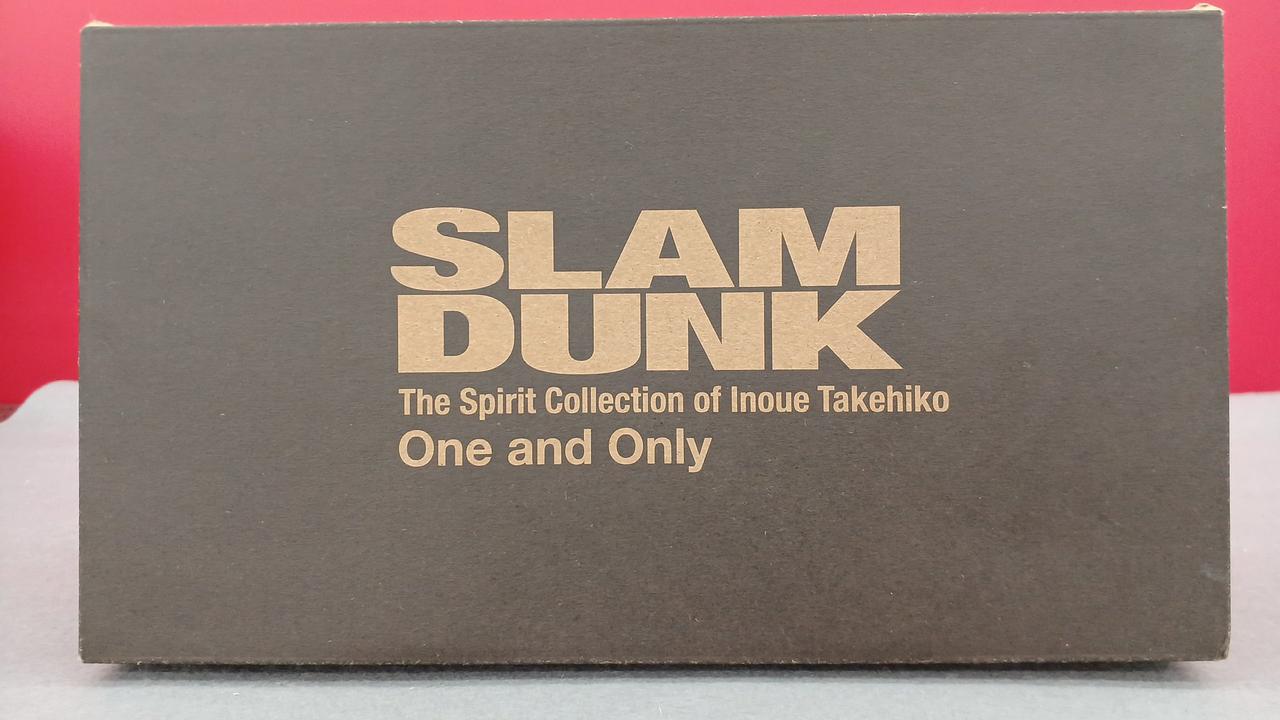 SLAM
DUNK
The Spirit Collection of Inoue Takehiko
One and Only